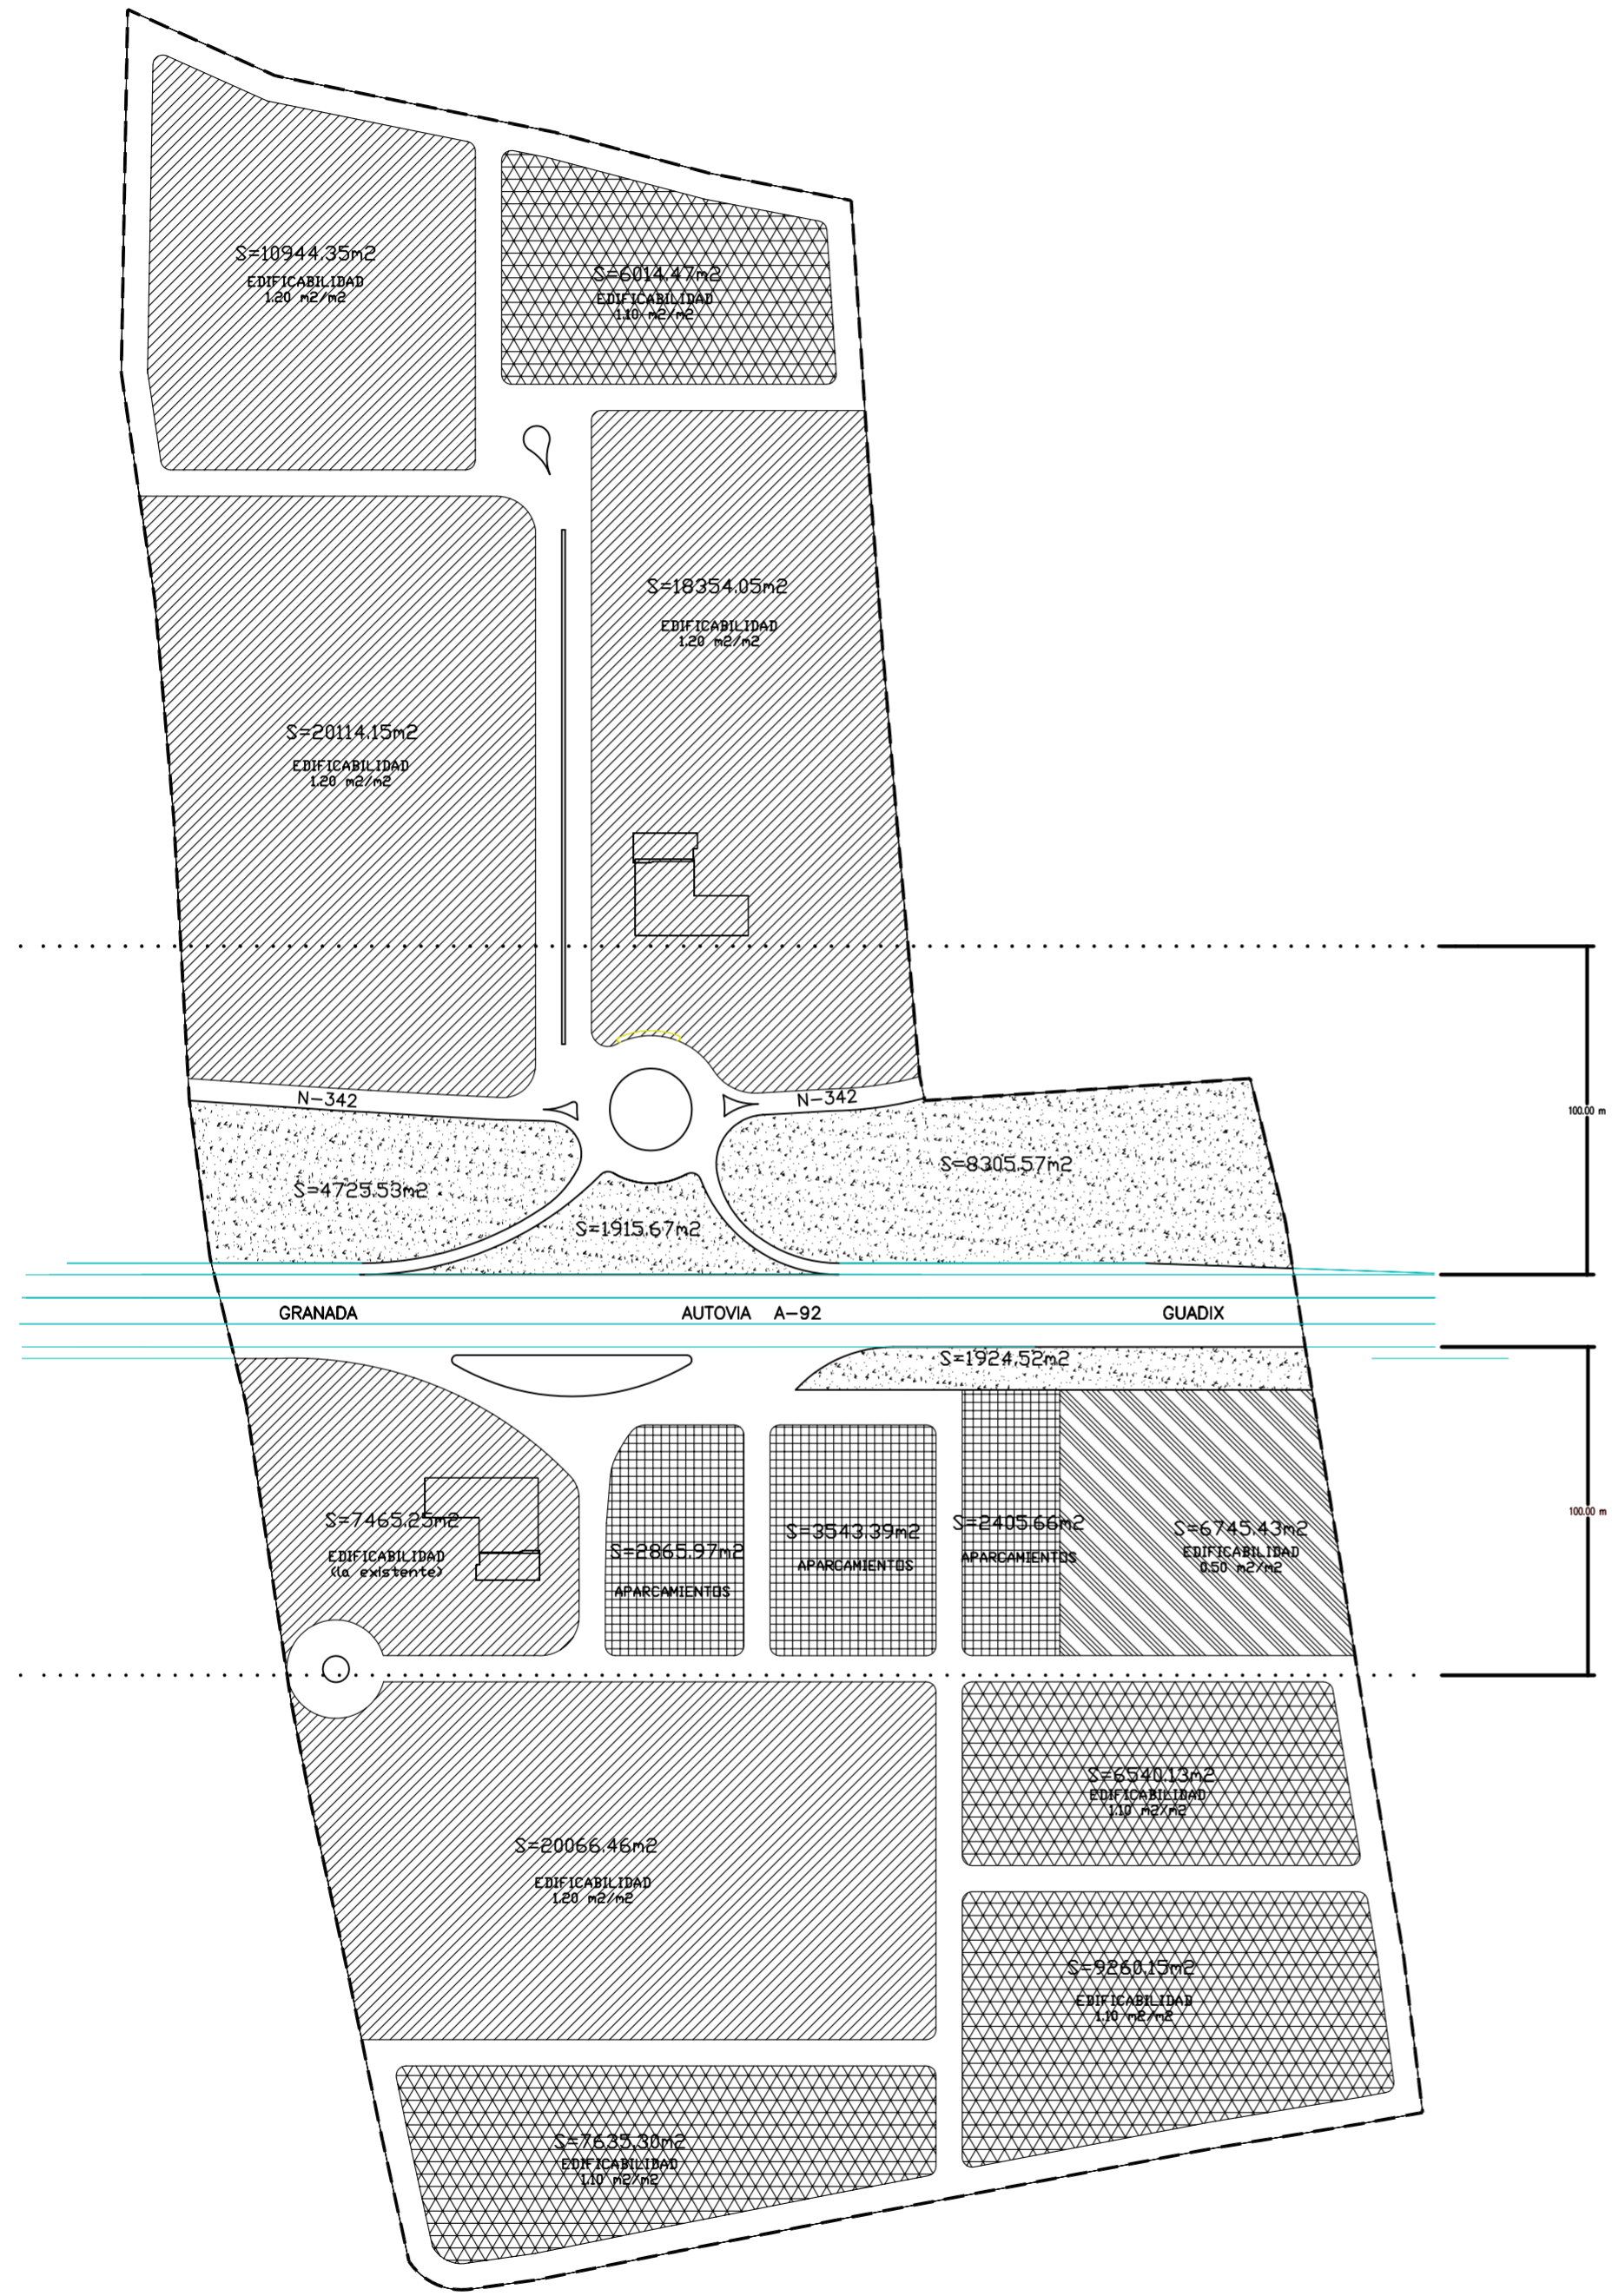 S=10944.35m2
EDIFICABILIDAD
1.20 m2/m2
S=6014.47m2
EDIFICABILIDAD
1.10 m2/m2
S=18354.05m2
EDIFICABILIDAD
1.20 m2/m2
S=20114.15m2
EDIFICABILIDAD
1.20 m2/m2
N-342
N-342
100.00 m
S=8305.57m2
S=4725.53m2
S=1915.67m2
GRANADA
AUTOVIA A-92
GUADIX
S=1924.52m2
S=7465.25m2
EDIFICABILIDAD
(la existente)
S=2865.97m2
APARCAMIENTOS
S=3543.39m2
APARCAMIENTOS
S=2405.66m2
APARCAMIENTOS
S=6745.43m2
EDIFICABILIDAD
0.50 m2/m2
100.00 m
S=6540.13m2
EDIFICABILIDAD
1.10 m2/m2
S=20066.46m2
EDIFICABILIDAD
1.20 m2/m2
S=9260.15m2
EDIFICABILIDAD
1.10 m2/m2
S=7635.30m2
EDIFICABILIDAD
1.10 m2/m2